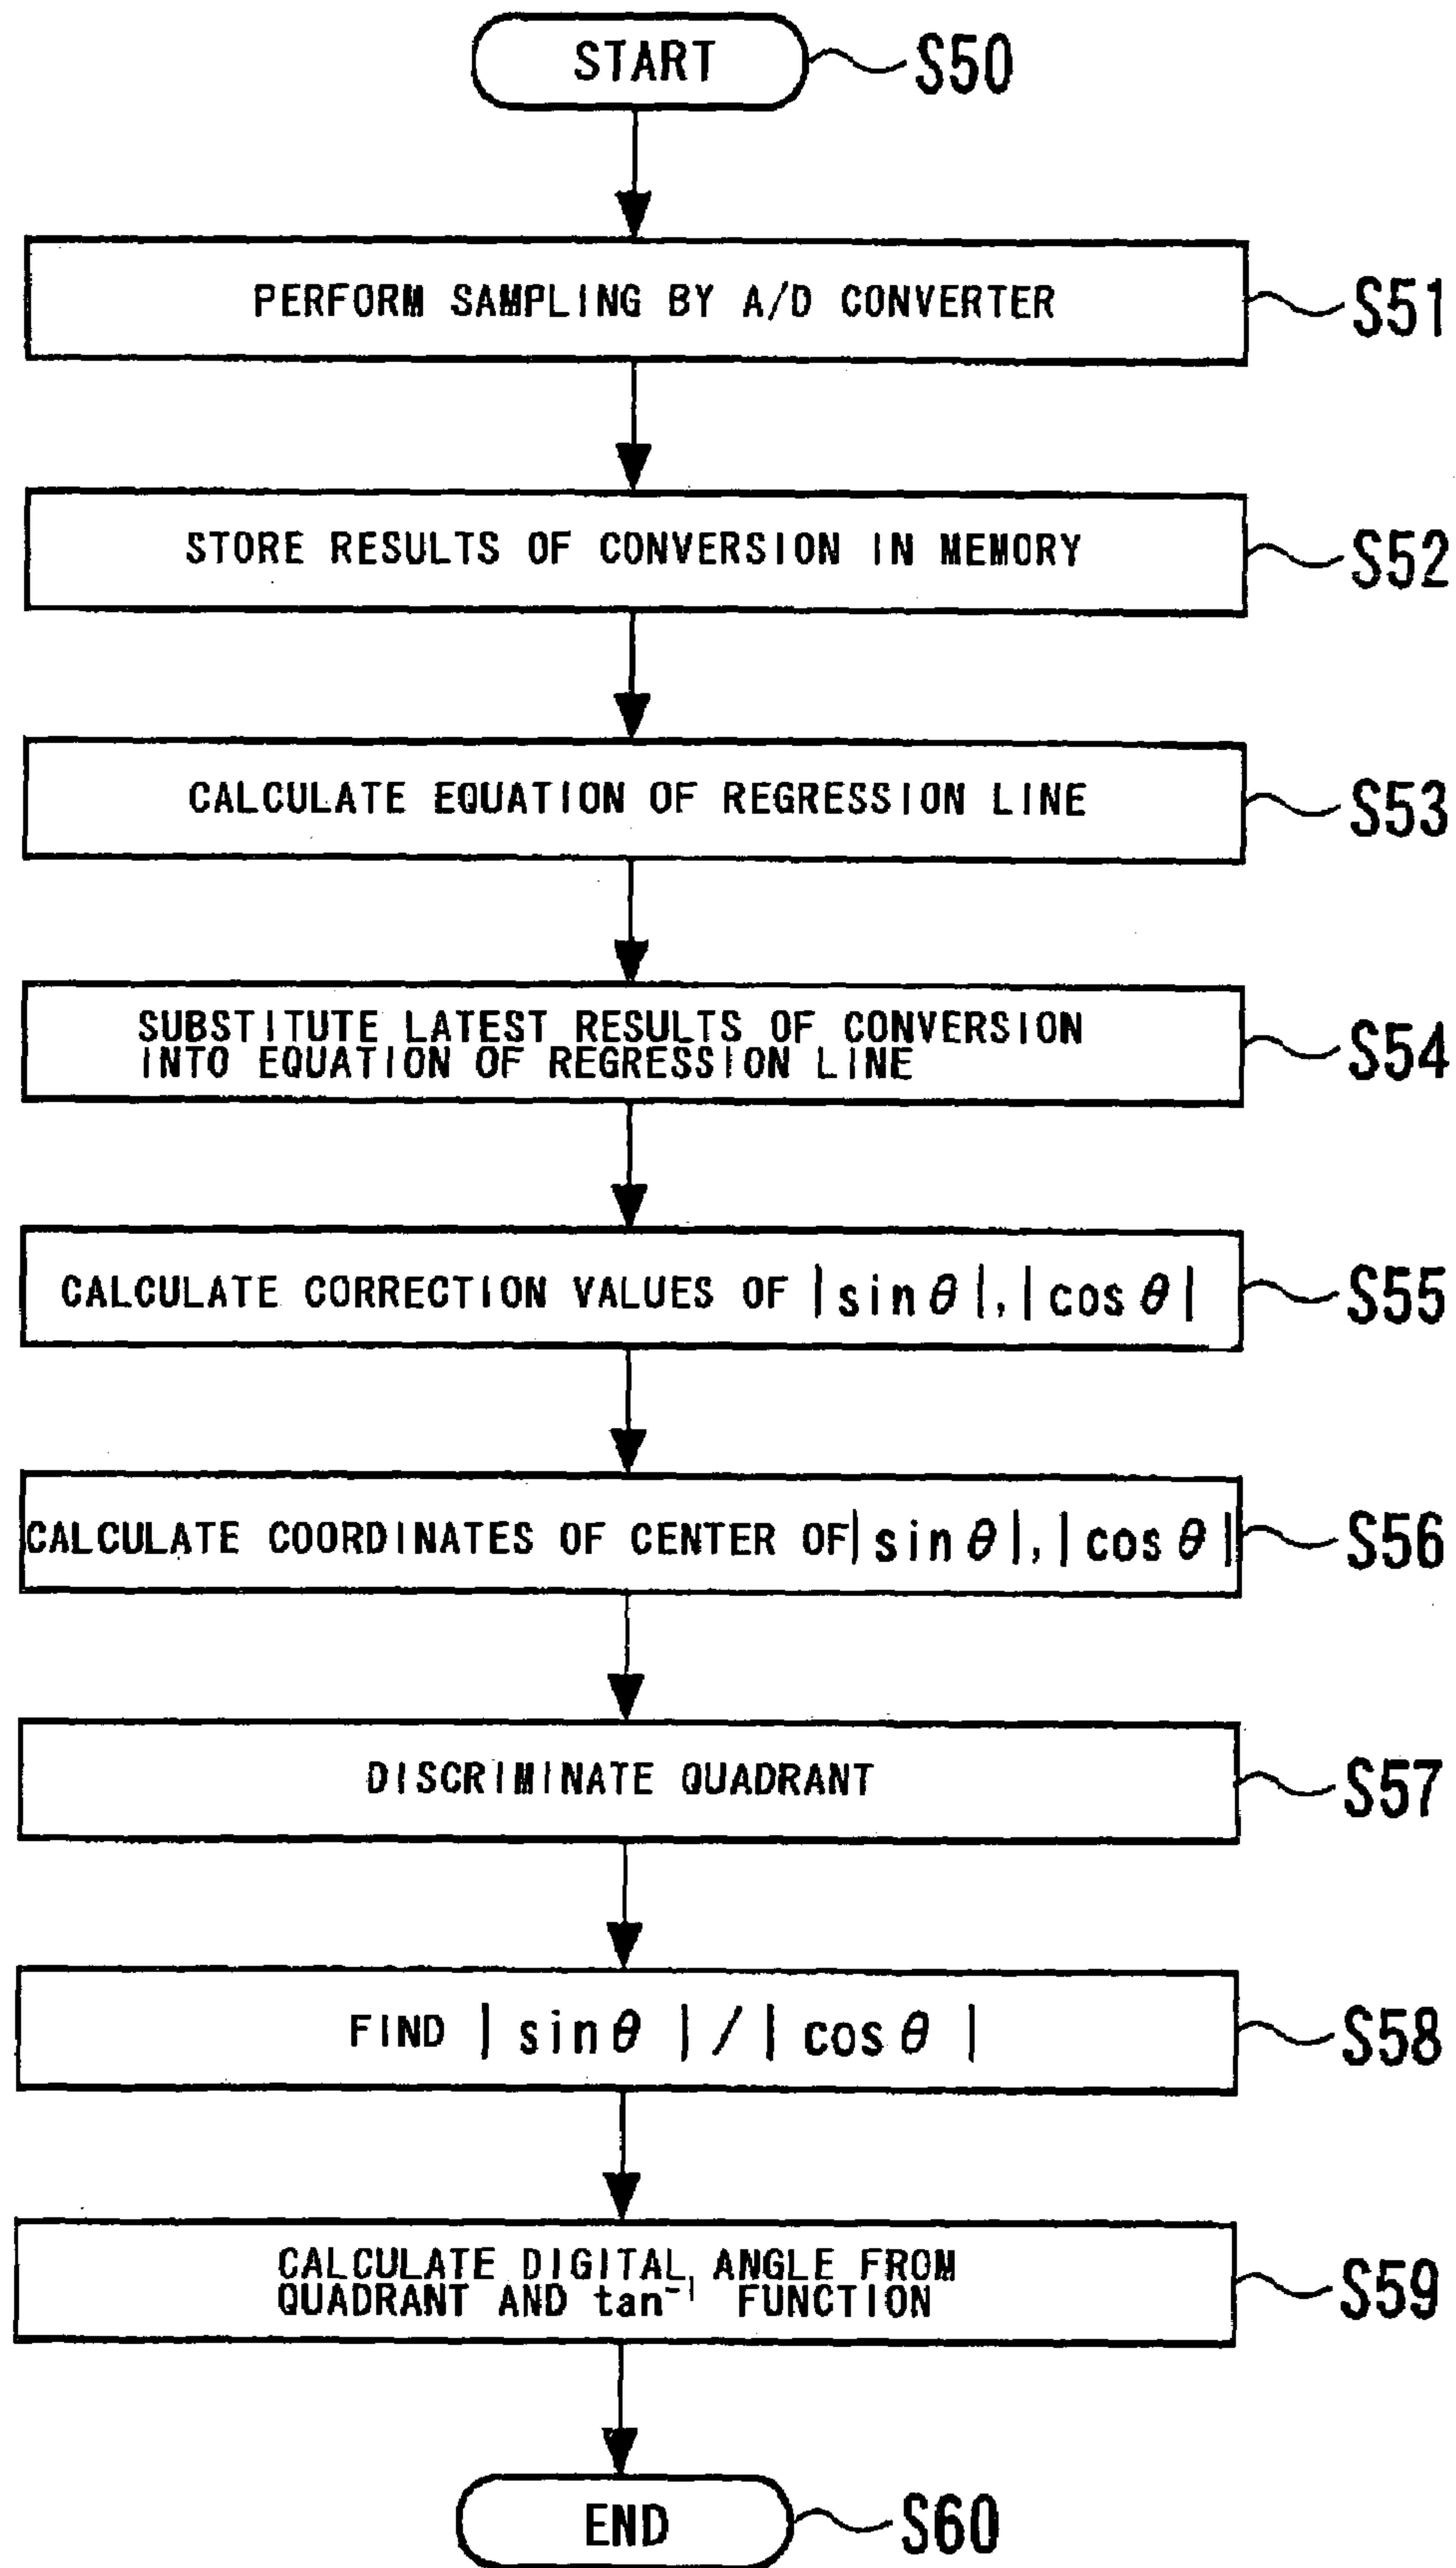 START S50
PERFORM SAMPLING BY A/D CONVERTER S51
STORE RESULTS OF CONVERSION IN MEMORY S52
CALCULATE EQUATION OF REGRESSION LINE S53
SUBSTITUTE LATEST RESULTS OF CONVERSION
INTO EQUATION OF REGRESSION LINE S54
CALCULATE CORRECTION VALUES OF |sinθ|,|cosθ| S55
CALCULATE COORDINATES OF CENTER OF|sinθ|,|cosθ| S56
DISCRIMINATE QUADRANT S57
FIND |sinθ|/|cosθ| S58
CALCULATE DIGITAL ANGLE FROM
QUADRANT AND tan⁻¹ FUNCTION S59
END S60